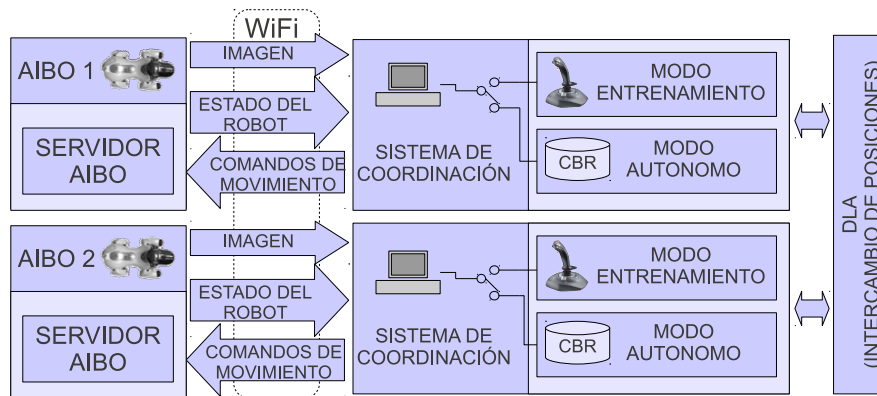 WiFi
AIBO 1
IMAGEN
ESTADO DEL
ROBOT
COMANDOS DE
MOVIMIENTO
SERVIDOR
AIBO
SISTEMA DE
COORDINACIÓN
MODO
ENTRENAMIENTO
CBR
MODO
AUTONOMO
AIBO 2
IMAGEN
ESTADO DEL
ROBOT
COMANDOS DE
MOVIMIENTO
SERVIDOR
AIBO
SISTEMA DE
COORDINACIÓN
MODO
ENTRENAMIENTO
CBR
MODO
AUTONOMO
DLA
(INTERCAMBIO DE POSICIONES)